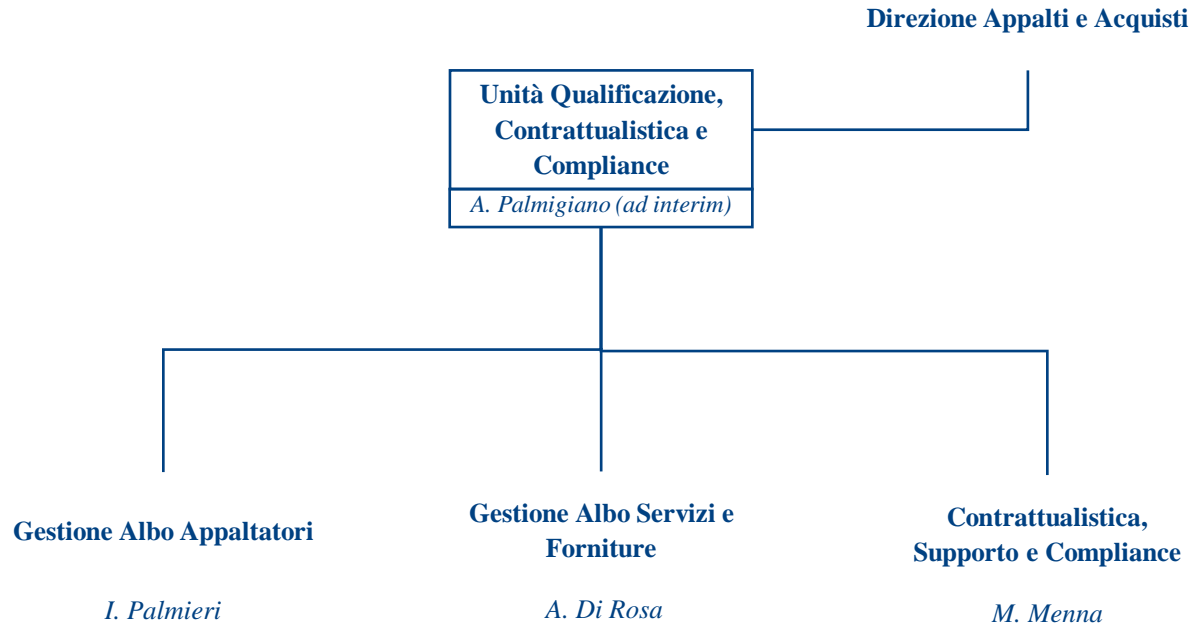 Direzione Appalti e Acquisti
Unità Qualificazione,
Contrattualistica e
Compliance
A. Palmigiano (ad interim)
Gestione Albo Appaltatori
I. Palmieri
Gestione Albo Servizi e
Forniture
A. Di Rosa
Contrattualistica,
Supporto e Compliance
M. Menna